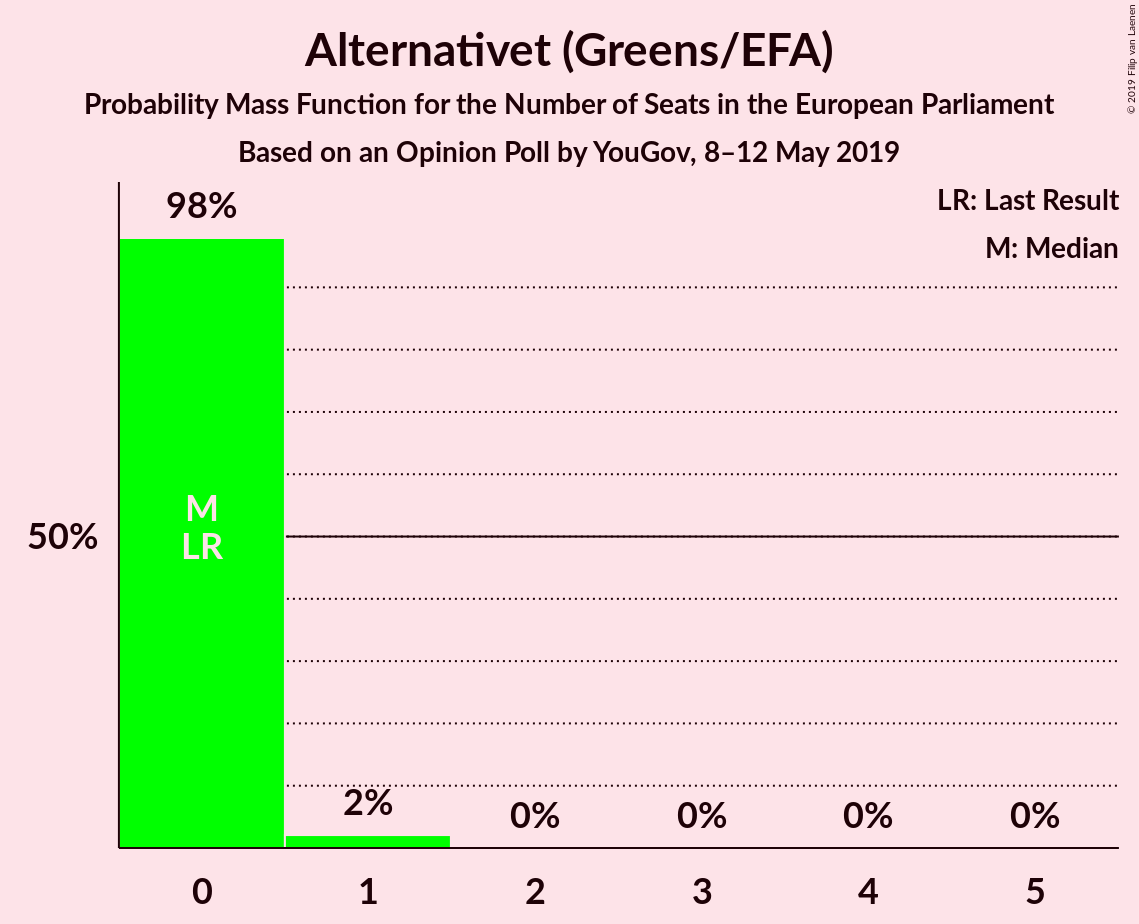 Alternativet (Greens/EFA)
Probability Mass Function for the Number of Seats in the European Parliament
Based on an Opinion Poll by YouGov, 8–12 May 2019
© 2019 Filip van Laenen
LR: Last Result
M: Median
98%
M
LR
50%
2%
0%
0%
0%
0%
0
1
2
3
4
5